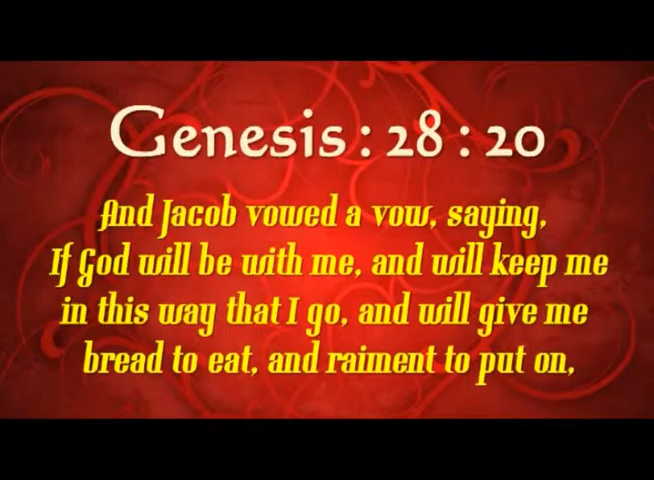 Genesis : 28 : 20
And Jacob vowed a vow, saying,
If God will be with me, and will keep me
in this way that I go, and will give me
bread to eat, and raiment to put on,